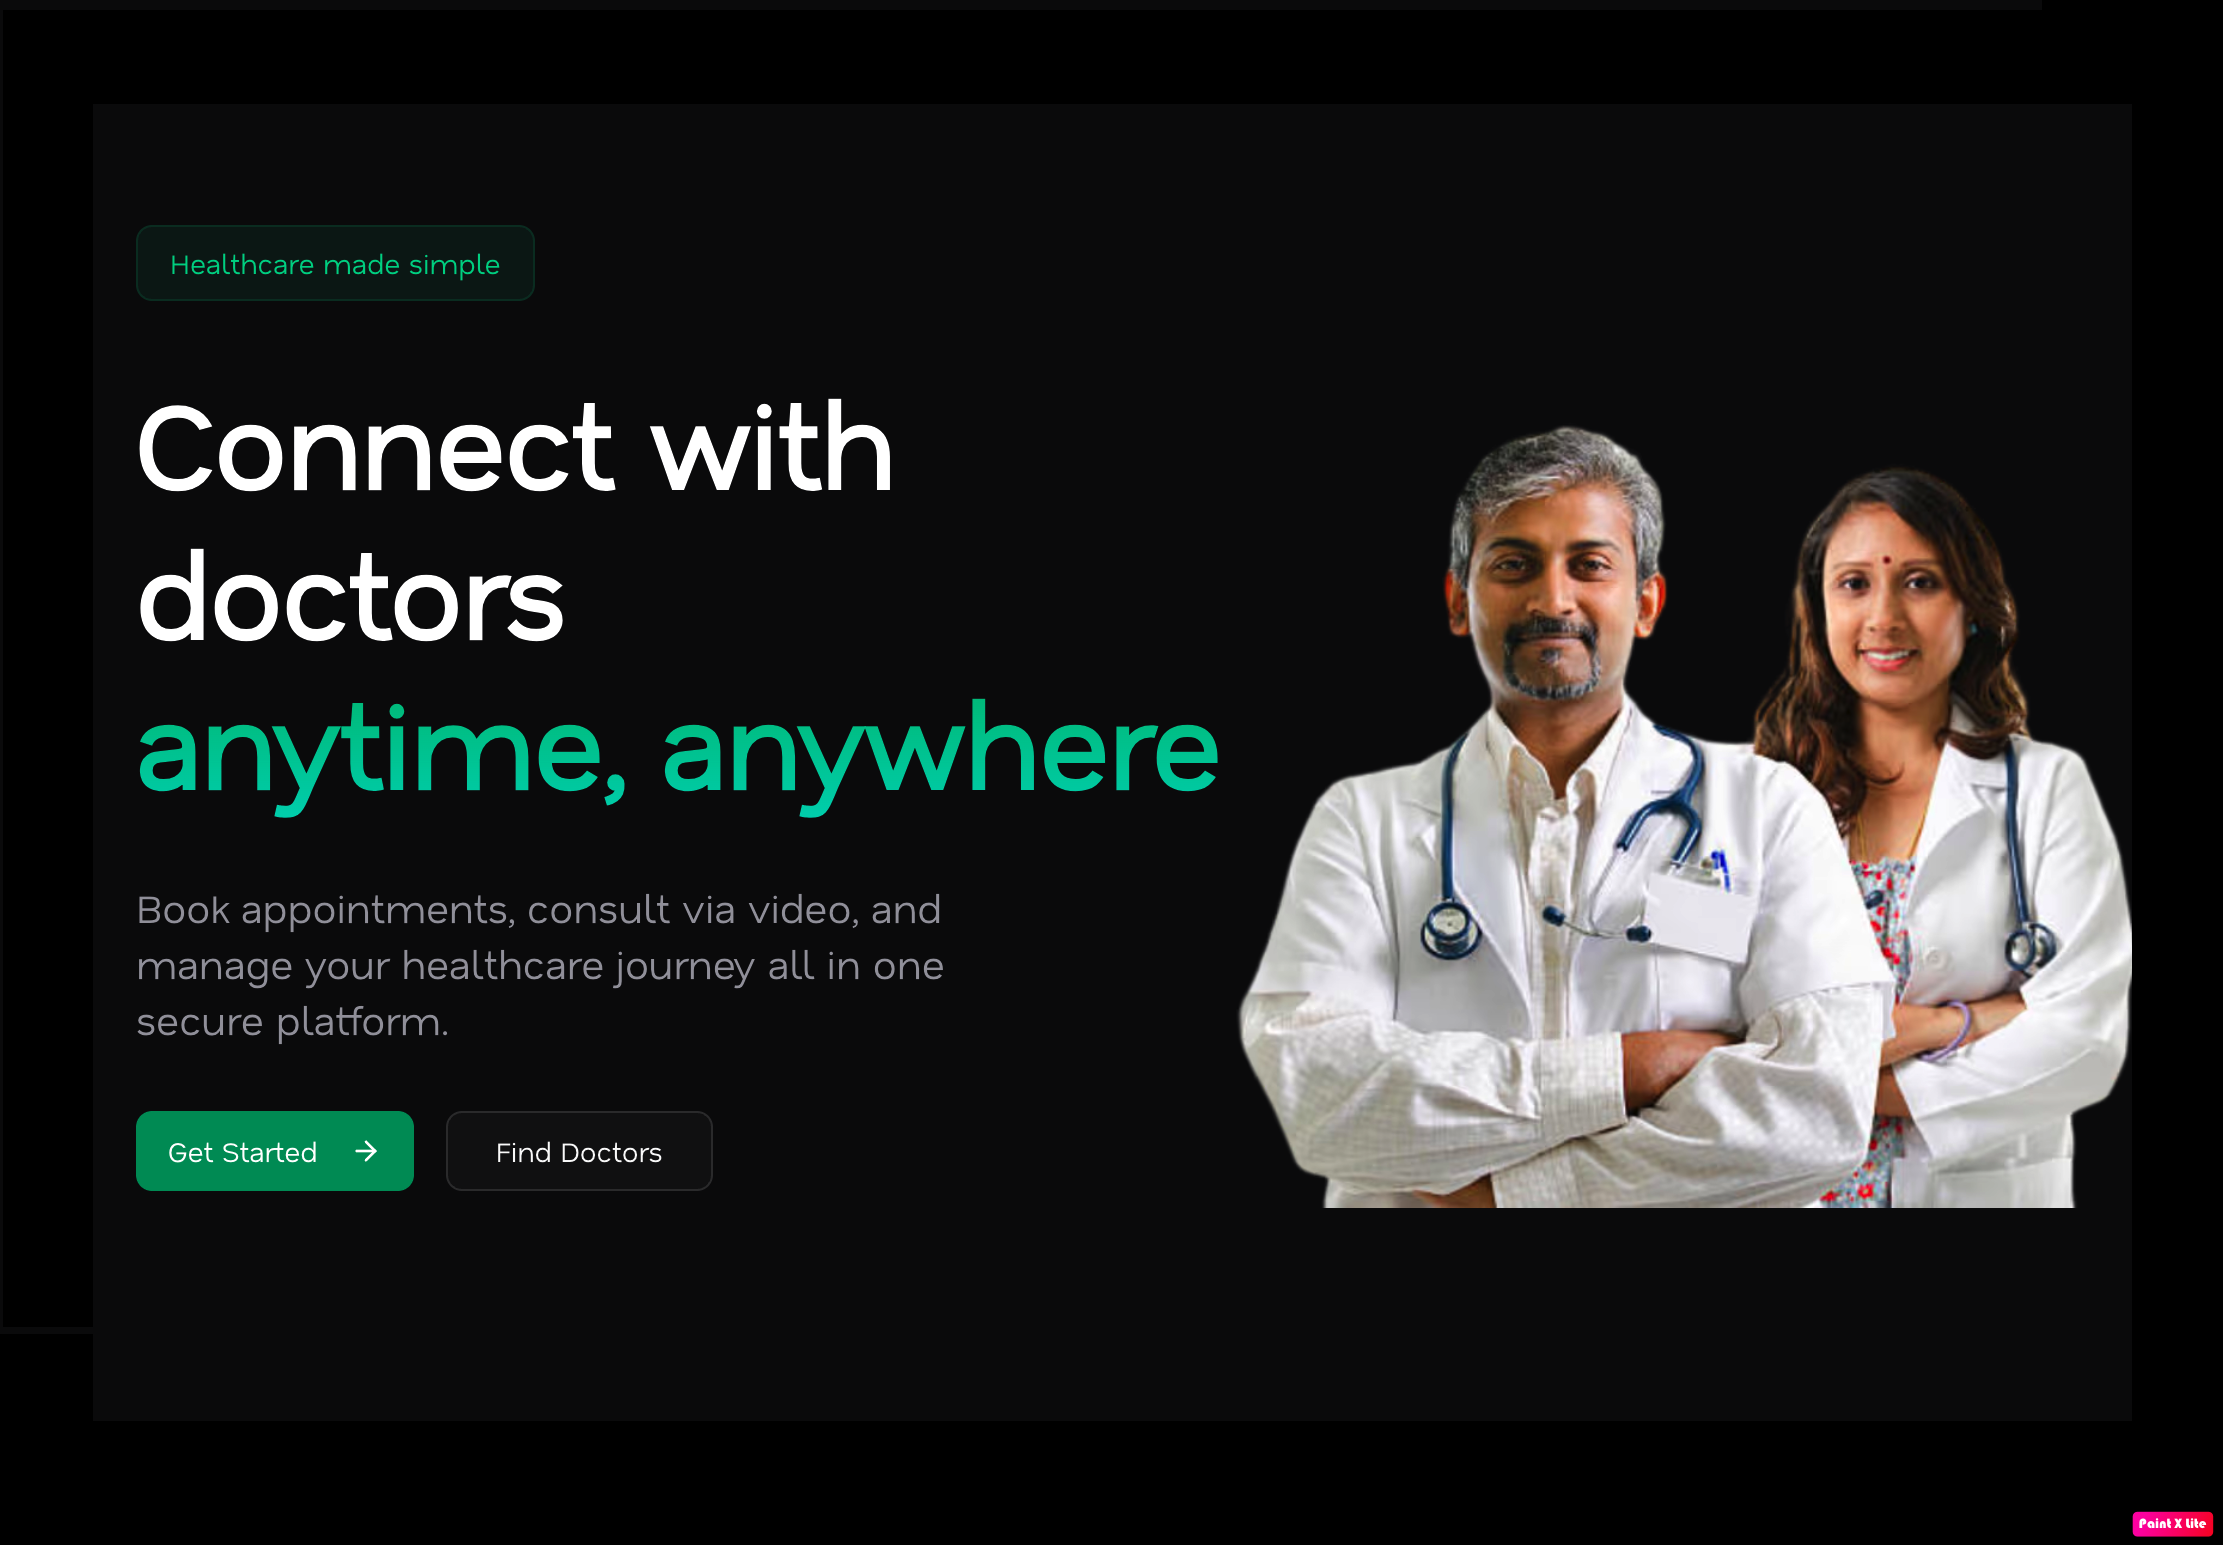 Healthcare made simple
Connect with
doctors
anytime, anywhere
Book appointments, consult via video, and
manage your healthcare journey all in one
secure platform.
Get Started →
Find Doctors
Paint X Lite